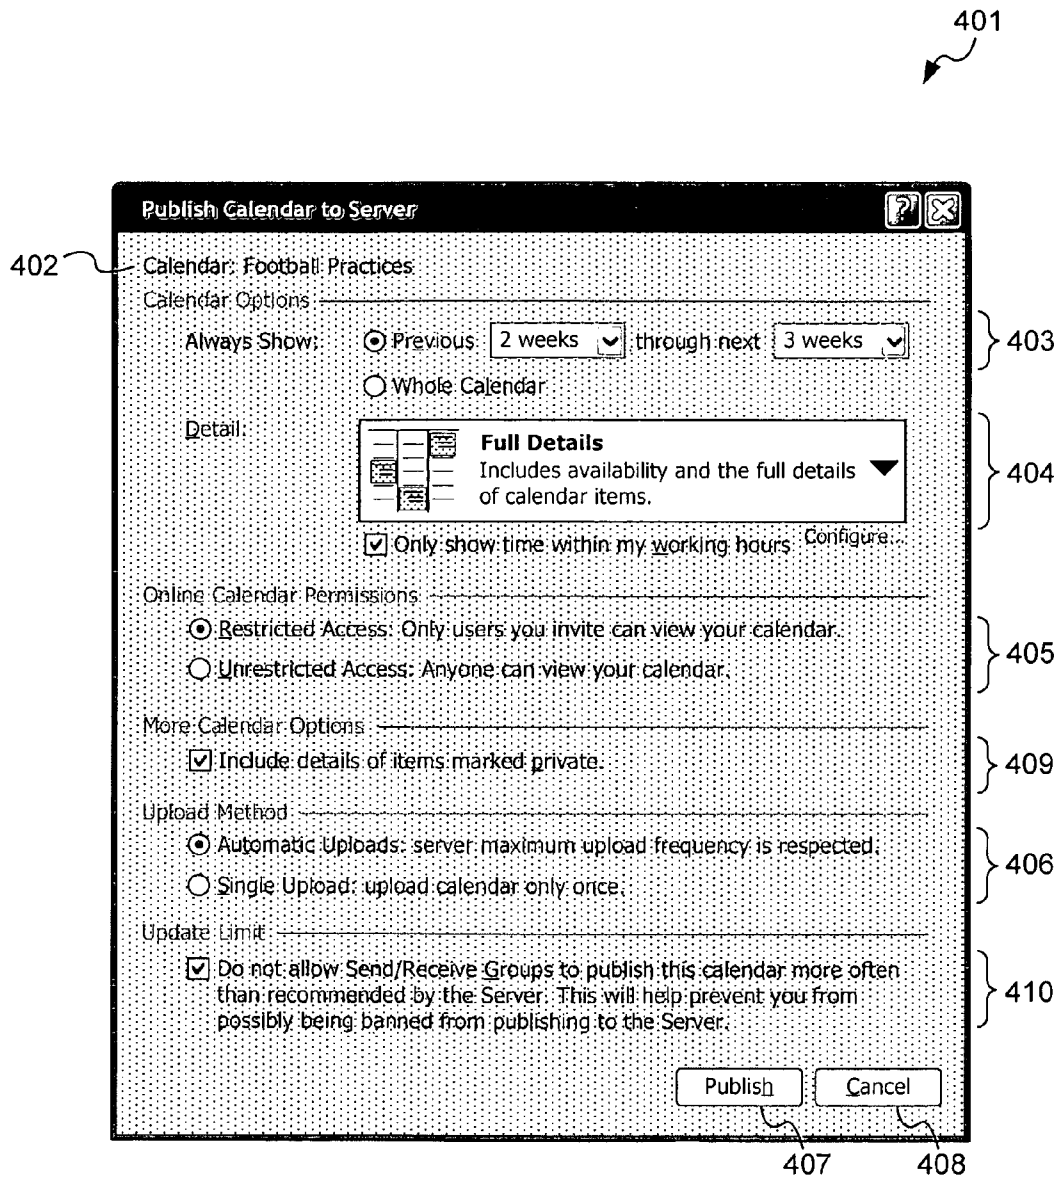 401
Publish Calendar to Server
402
Calendar: Football Practices
Calendar Options
Always Show: Previous 2 weeks through next 3 weeks
403
Whole Calendar
Detail:
Full Details
Includes availability and the full details
of calendar items.
404
Only show time within my working hours Configure...
Online Calendar Permissions
Restricted Access: Only users you invite can view your calendar.
405
Unrestricted Access: Anyone can view your calendar.
More Calendar Options
Include details of items marked private.
409
Upload Method
Automatic Uploads: server maximum upload frequency is respected.
406
Single Upload: upload calendar only once.
Update Limit
Do not allow Send/Receive Groups to publish this calendar more often
than recommended by the Server. This will help prevent you from
410
possibly being banned from publishing to the Server.
Publish Cancel
407 408